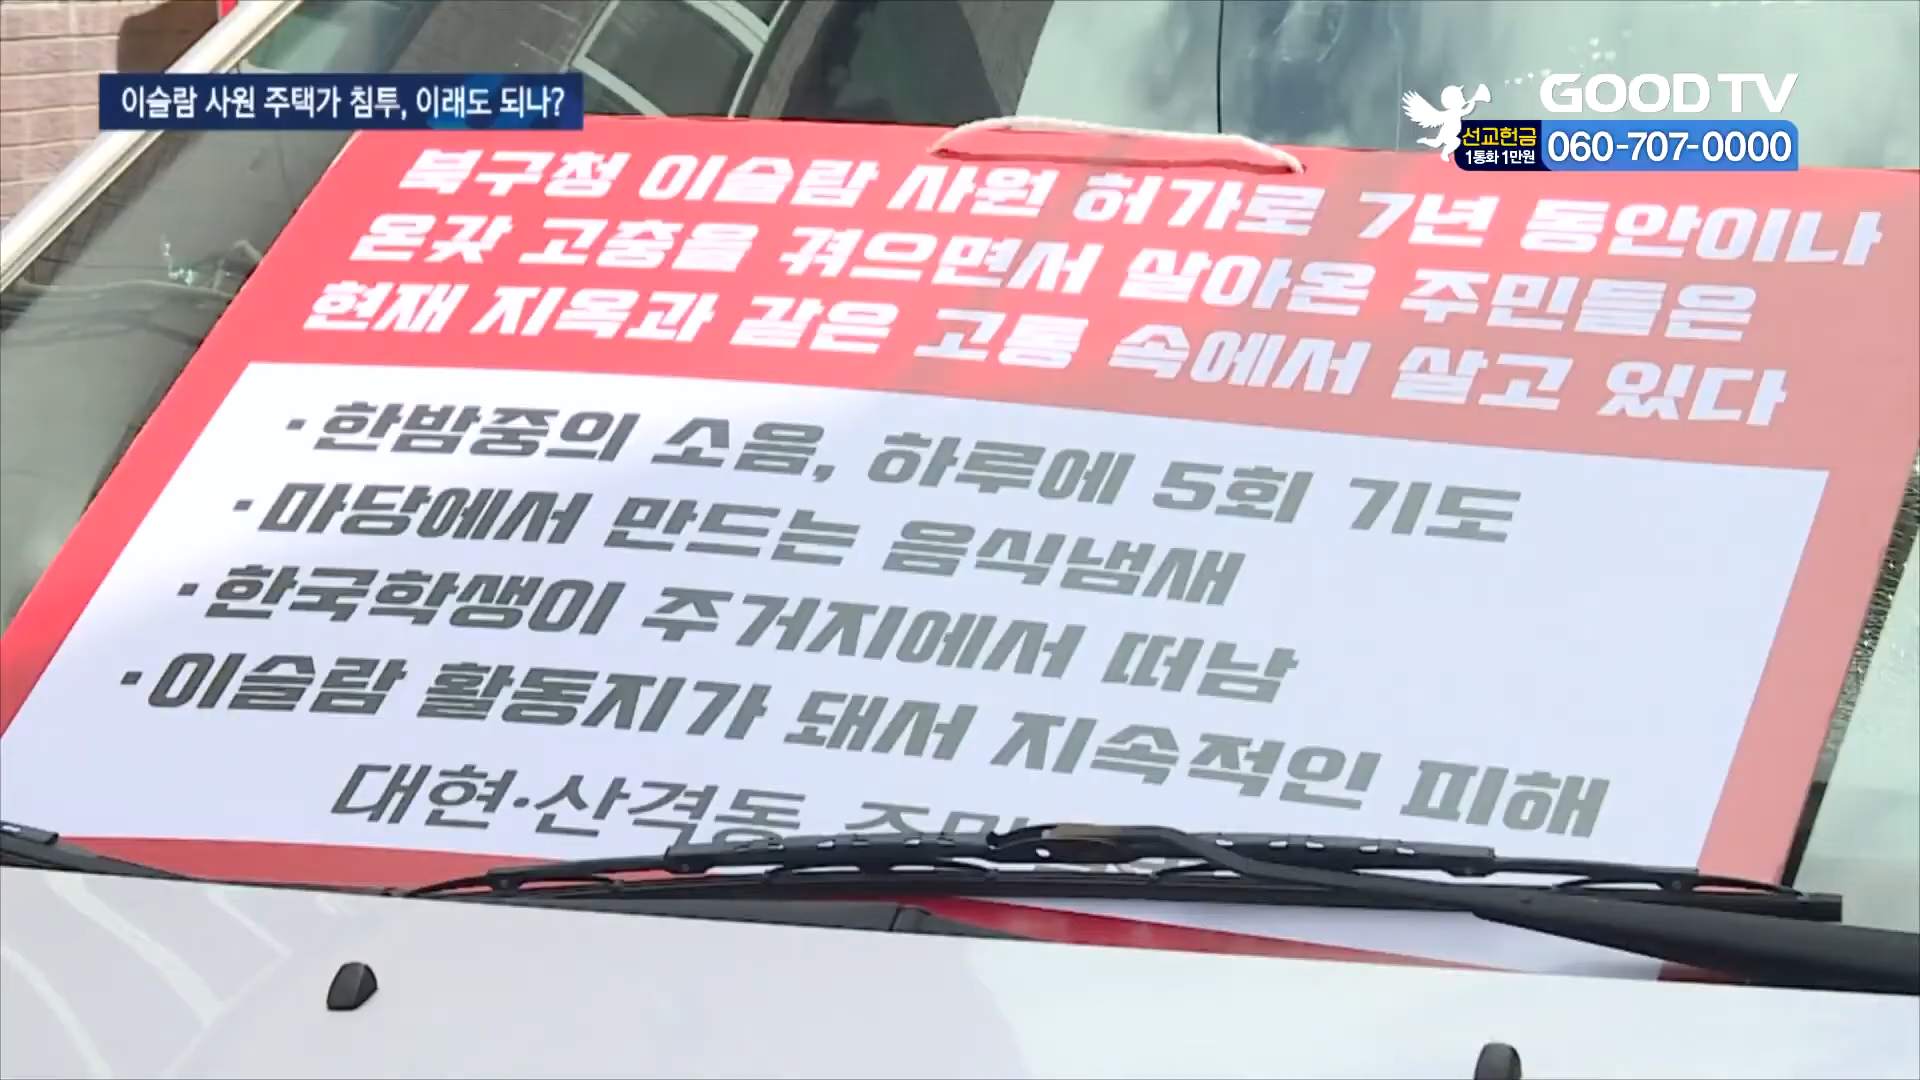 이슬람 사원 주택가 침투, 이래도 되나?
GOOD TV
선교헌금
1통화 1만원
060-707-0000
북구청 이슬람 사원 허가로 7년 동안이나
온갖 고충을 겪으면서 살아온 주민들은
현재 지옥과 같은 고통 속에서 살고 있다
·한밤중의 소음, 하루에 5회 기도
·마당에서 만드는 음식냄새
·한국학생이 주거지에서 떠남
·이슬람 활동지가 돼서 지속적인 피해
대현·산격동